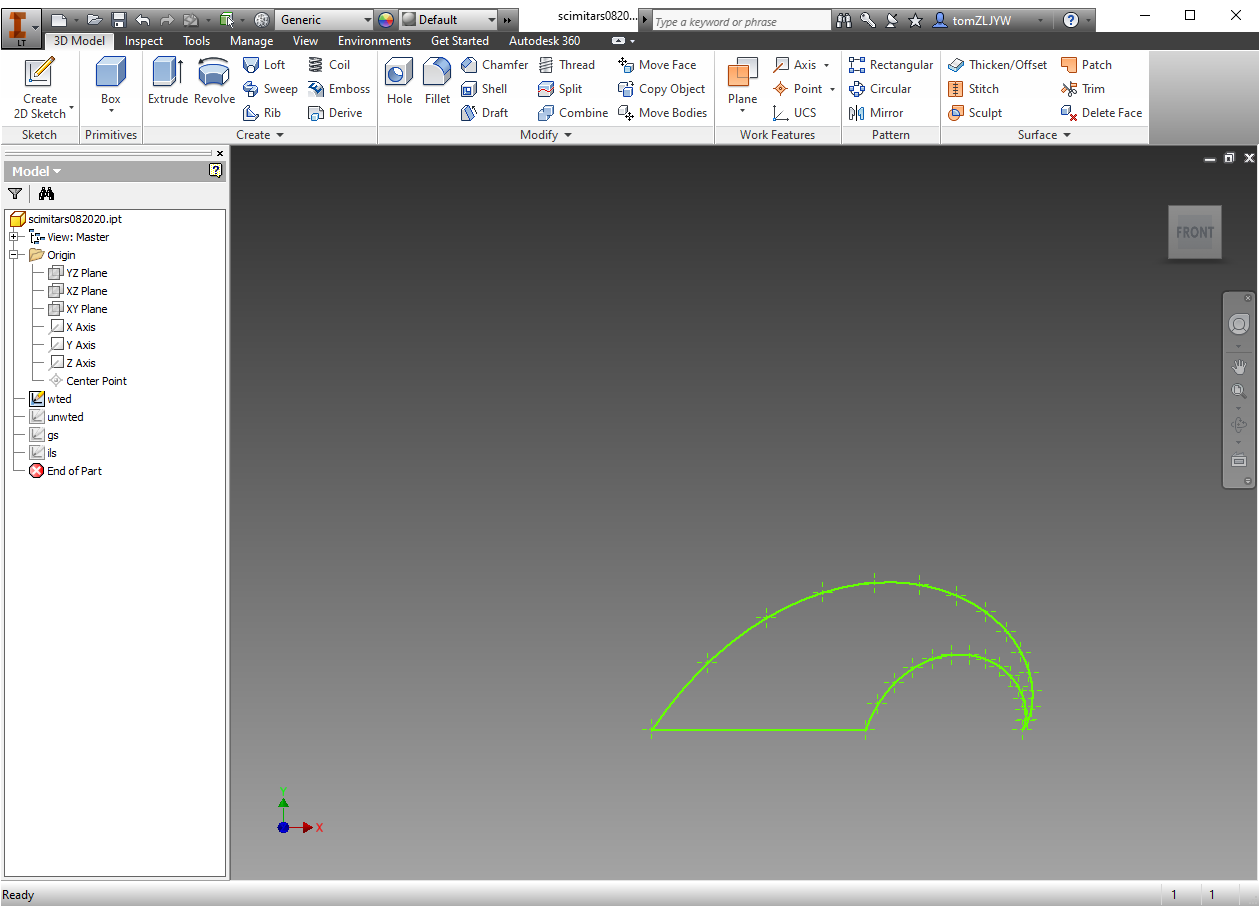 Generic Default scimitars0820... Type a keyword or phrase tomZLJYW ?
LT 3D Model Inspect Tools Manage View Environments Get Started Autodesk 360
Create 2D Sketch
Sketch
Box
Primitives
Extrude Revolve
Loft Coil
Sweep Emboss
Rib Derive
Create
Hole Fillet
Chamfer Thread Move Face
Shell Split Copy Object
Draft Combine Move Bodies
Modify
Plane
Axis
Point
UCS
Work Features
Rectangular
Circular
Mirror
Pattern
Thicken/Offset Patch
Stitch Trim
Sculpt Delete Face
Surface
Model ?
scimitars082020.ipt
View: Master
Origin
YZ Plane
XZ Plane
XY Plane
X Axis
Y Axis
Z Axis
Center Point
wted
unwted
gs
ils
End of Part
FRONT
Y
X
Ready 1 1